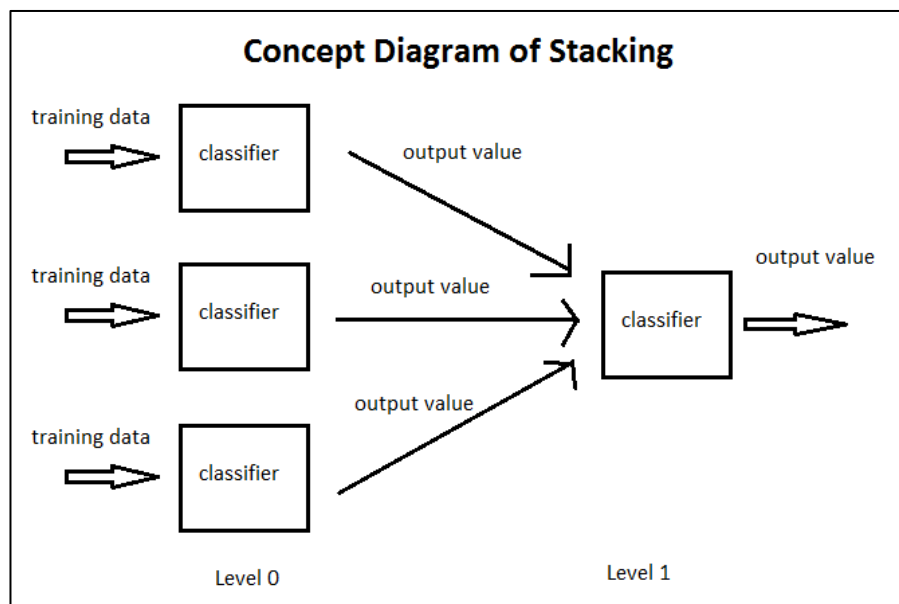 Concept Diagram of Stacking
training data
classifier
output value
training data
classifier
output value
classifier
output value
training data
classifier
output value
Level 0
Level 1